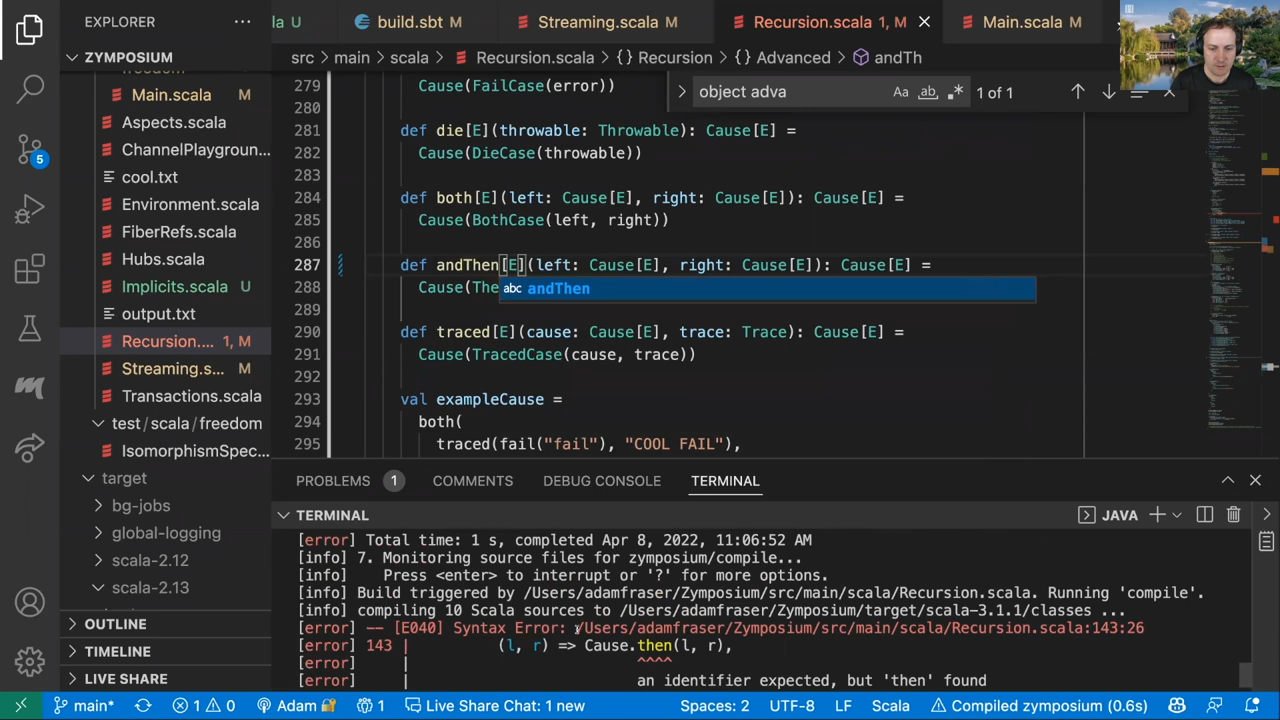 EXPLORER
ZYMPOSIUM
freedom
Main.scala M
Aspects.scala
ChannelPlaygroun...
cool.txt
Environment.scala
FiberRefs.scala
Hubs.scala
Implicits.scala M
output.txt
Recursion.... 1, M
Streaming.s... M
Transactions.scala
test/scala/freedom
IsomorphismSpec...
target
bg-jobs
global-logging
scala-2.12
scala-2.13
OUTLINE
TIMELINE
SHARE LIVE
ala U
build.sbt M
Streaming.scala M
Recursion.scala 1, M
Main.scala M
src > main > scala > Recursion.scala > {} Recursion > {} Advanced > andTh
object adva
Aa ab .* 1 of 1
279 Cause(FailCase(error))
280
281 def die[E](throwable: Throwable): Cause[E] =
282 Cause(DieCase(throwable))
283
284 def both[E](left: Cause[E], right: Cause[E]): Cause[E] =
285 Cause(BothCase(left, right))
286
287 def andThen[E](left: Cause[E], right: Cause[E]): Cause[E] =
288 Cause(The
abc andThen
289
290 def traced[E](cause: Cause[E], trace: Trace): Cause[E] =
291 Cause(TracedCase(cause, trace))
292
293 val exampleCause =
294 both(
295 traced(fail("fail"), "COOL FAIL"),
PROBLEMS 1 COMMENTS DEBUG CONSOLE TERMINAL
TERMINAL JAVA
[error] Total time: 1 s, completed Apr 8, 2022, 11:06:52 AM
[info] 7. Monitoring source files for zymposium/compile...
[info] Press <enter> to interrupt or '?' for more options.
[info] Build triggered by /Users/adamfraser/Zymposium/src/main/scala/Recursion.scala. Running 'compile'.
[info] compiling 10 Scala sources to /Users/adamfraser/Zymposium/target/scala-3.1.1/classes ...
[error] -- [E040] Syntax Error: /Users/adamfraser/Zymposium/src/main/scala/Recursion.scala:143:26
[error] 143 | (l, r) => Cause.then(l, r),
[error] | ^^^^
[error] | an identifier expected, but 'then' found
5
main* 1 0 Adam 1 Live Share Chat: 1 new Spaces: 2 UTF-8 LF Scala Compiled zymposium (0.6s)